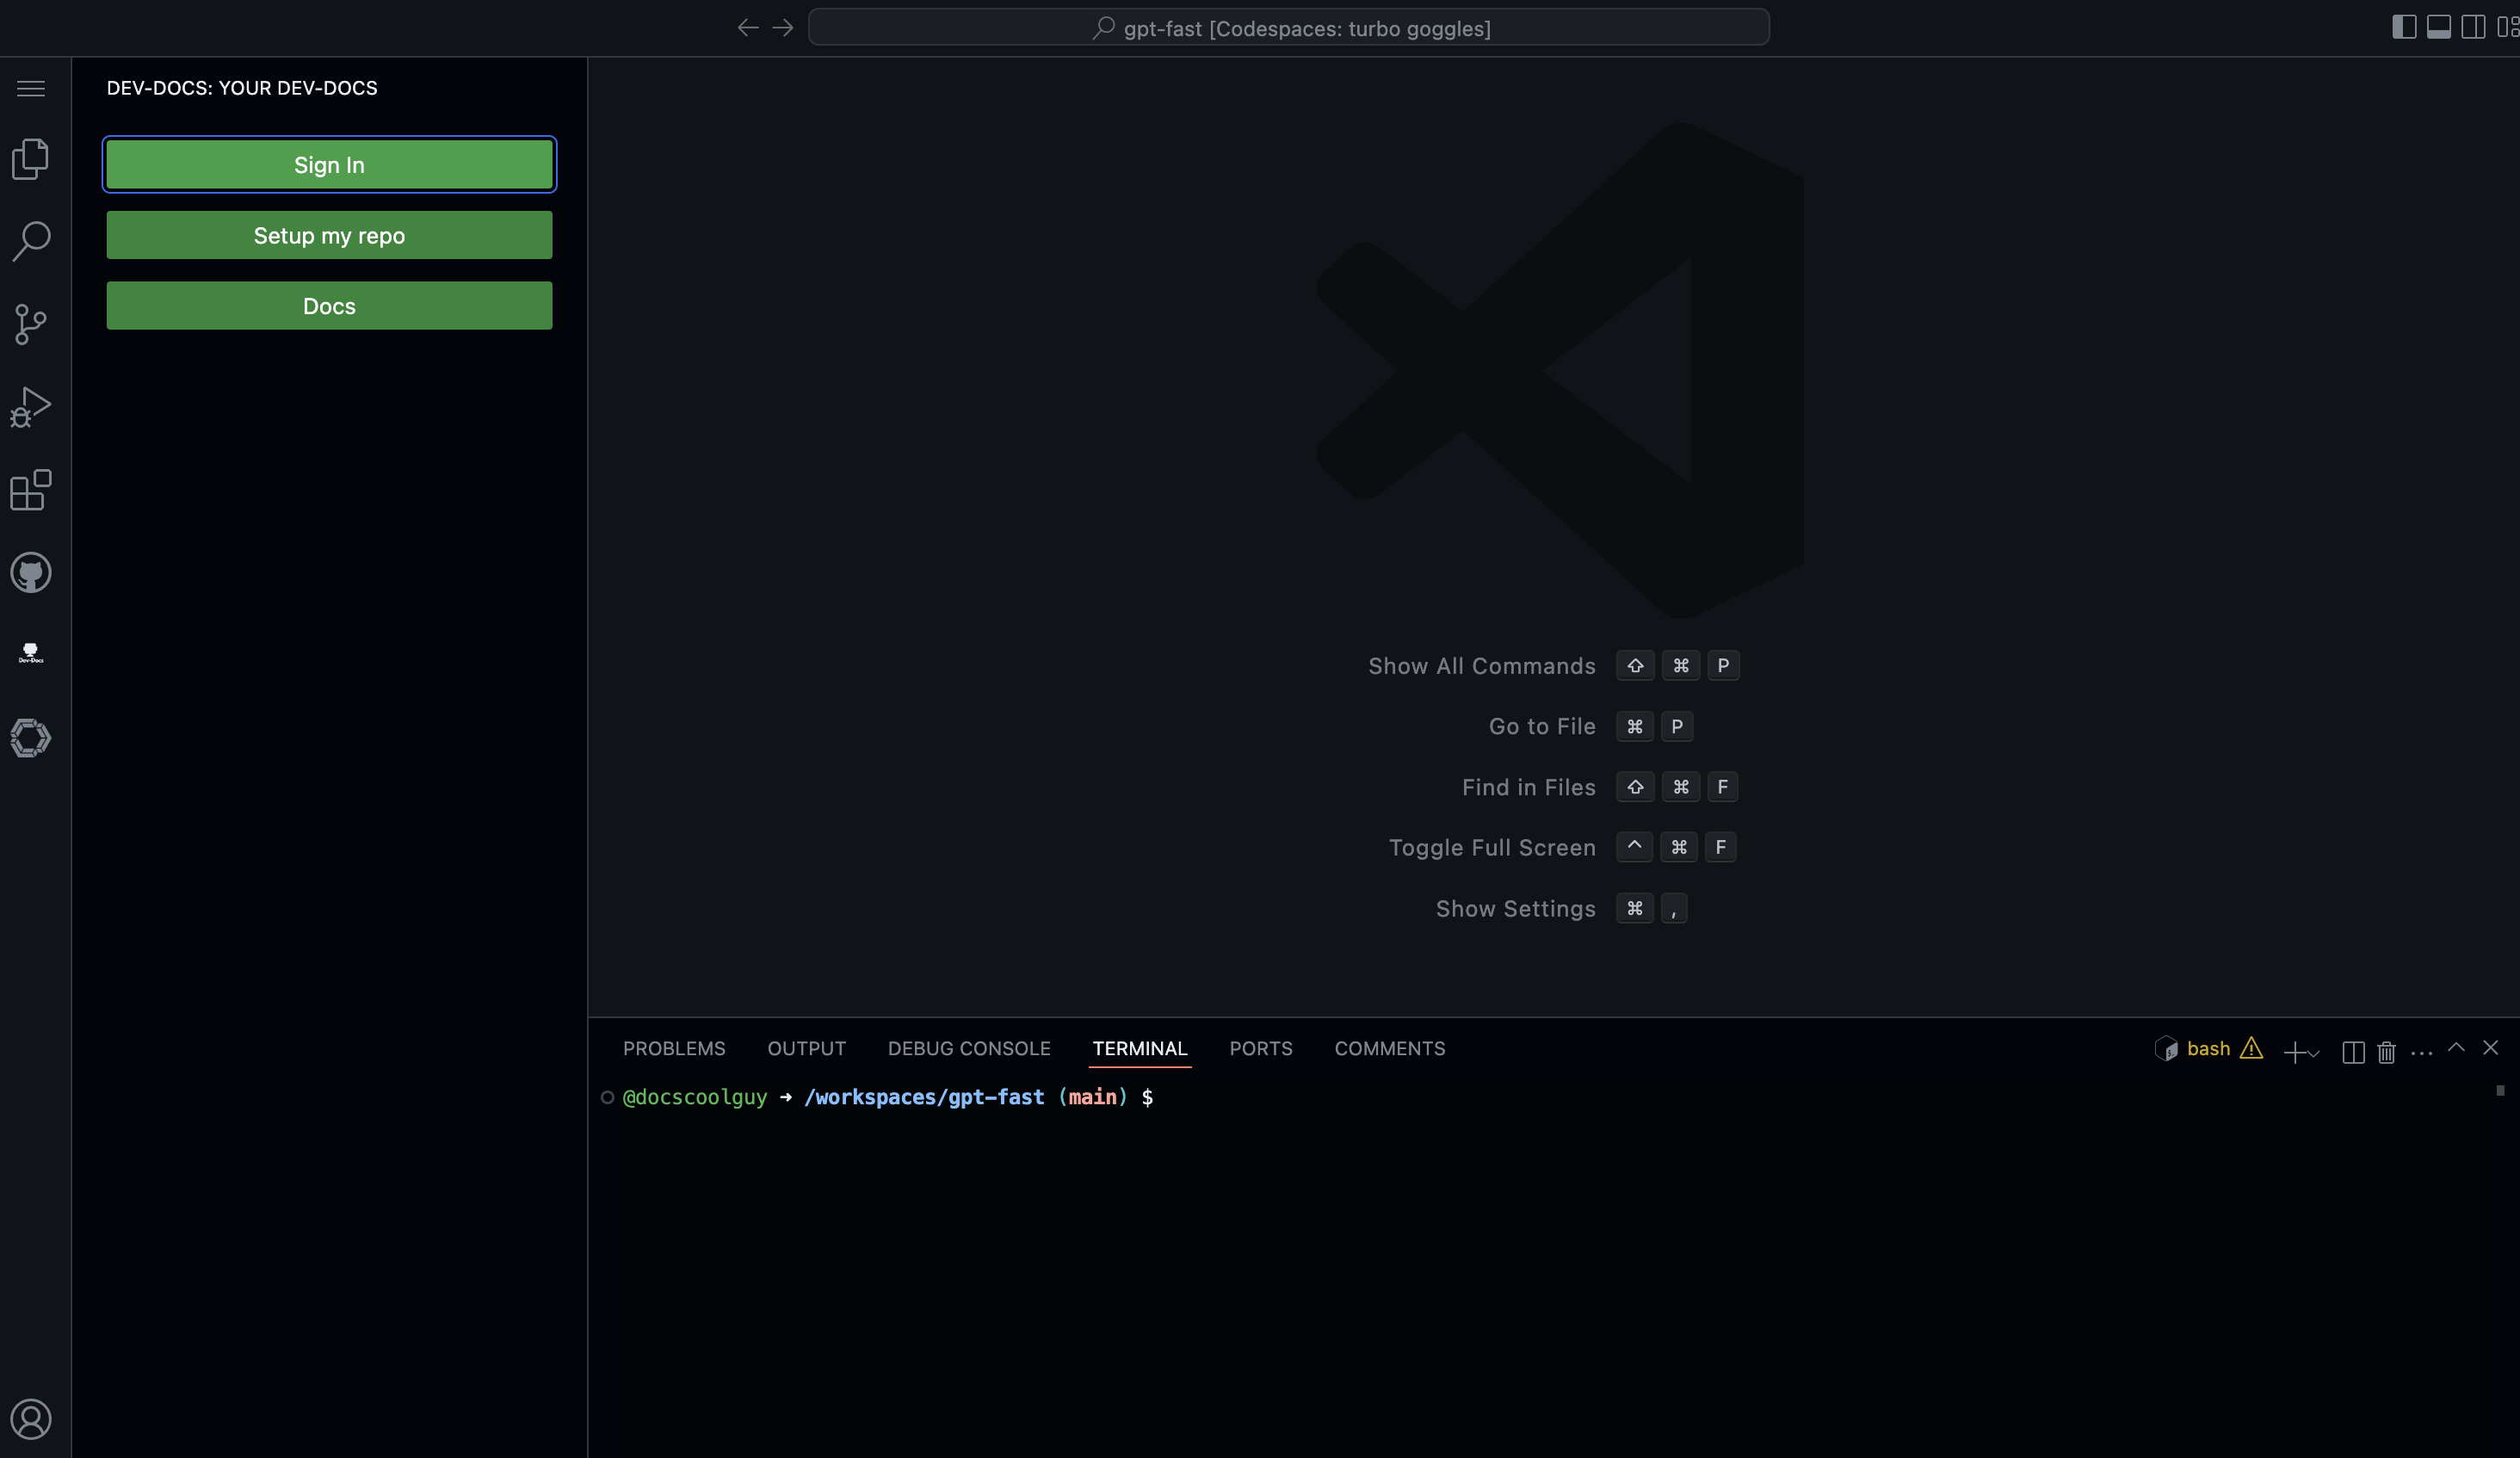 gpt-fast [Codespaces: turbo goggles]
DEV-DOCS: YOUR DEV-DOCS
Sign In
Setup my repo
Docs
Dev-Docs
Show All Commands ⇧ ⌘ P
Go to File ⌘ P
Find in Files ⇧ ⌘ F
Toggle Full Screen ^ ⌘ F
Show Settings ⌘ ,
PROBLEMS OUTPUT DEBUG CONSOLE TERMINAL PORTS COMMENTS bash
@docscoolguy ➜ /workspaces/gpt-fast (main) $